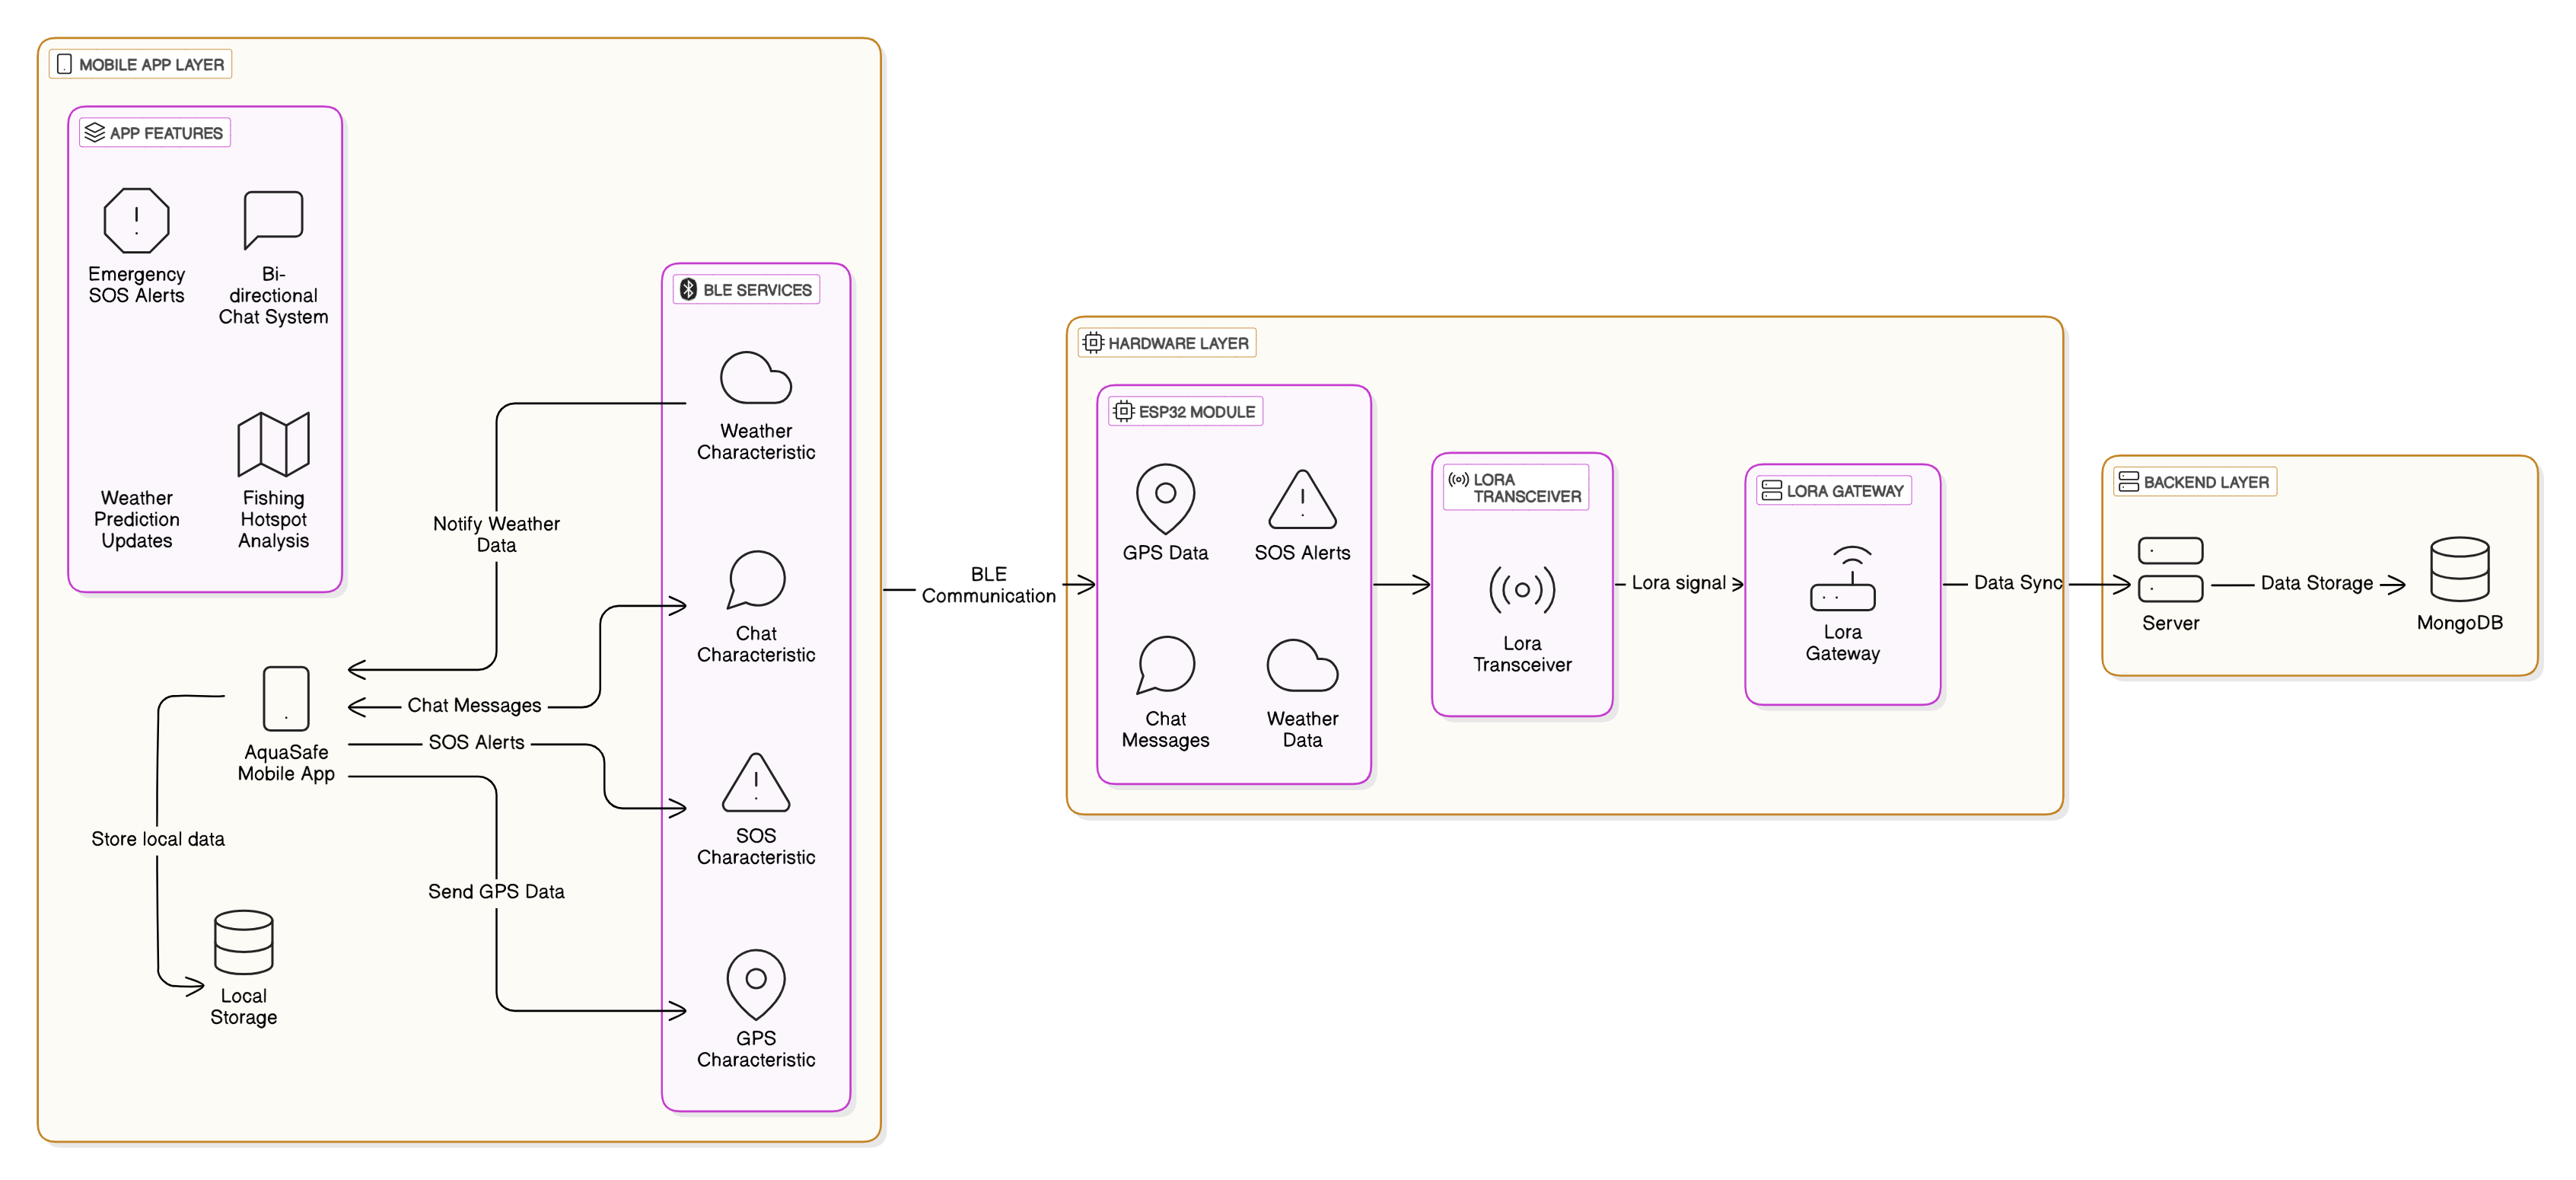 MOBILE APP LAYER
APP FEATURES
Emergency
SOS Alerts
Bi-
directional
Chat System
Weather
Prediction
Updates
Fishing
Hotspot
Analysis
BLE SERVICES
Weather
Characteristic
Notify Weather
Data
Chat
Characteristic
Chat Messages
SOS Alerts
AquaSafe
Mobile App
SOS
Characteristic
Store local data
Send GPS Data
Local
Storage
GPS
Characteristic
BLE
Communication
HARDWARE LAYER
ESP32 MODULE
GPS Data
SOS Alerts
Chat
Messages
Weather
Data
LORA
TRANSCEIVER
Lora
Transceiver
Lora signal
LORA GATEWAY
Lora
Gateway
Data Sync
BACKEND LAYER
Server
Data Storage
MongoDB